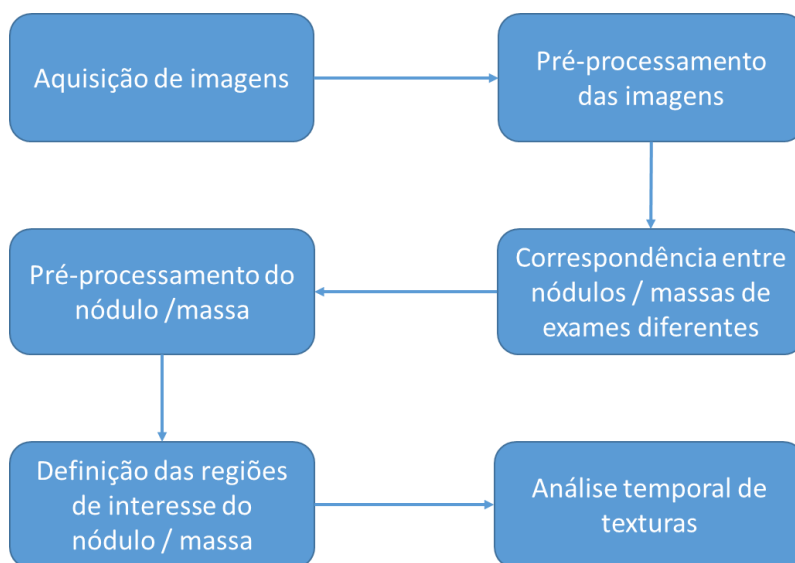 Aquisição de imagens
Pré-processamento
das imagens
Correspondência entre
nódulos / massas de
exames diferentes
Pré-processamento do
nódulo /massa
Definição das regiões
de interesse do
nódulo / massa
Análise temporal de
texturas